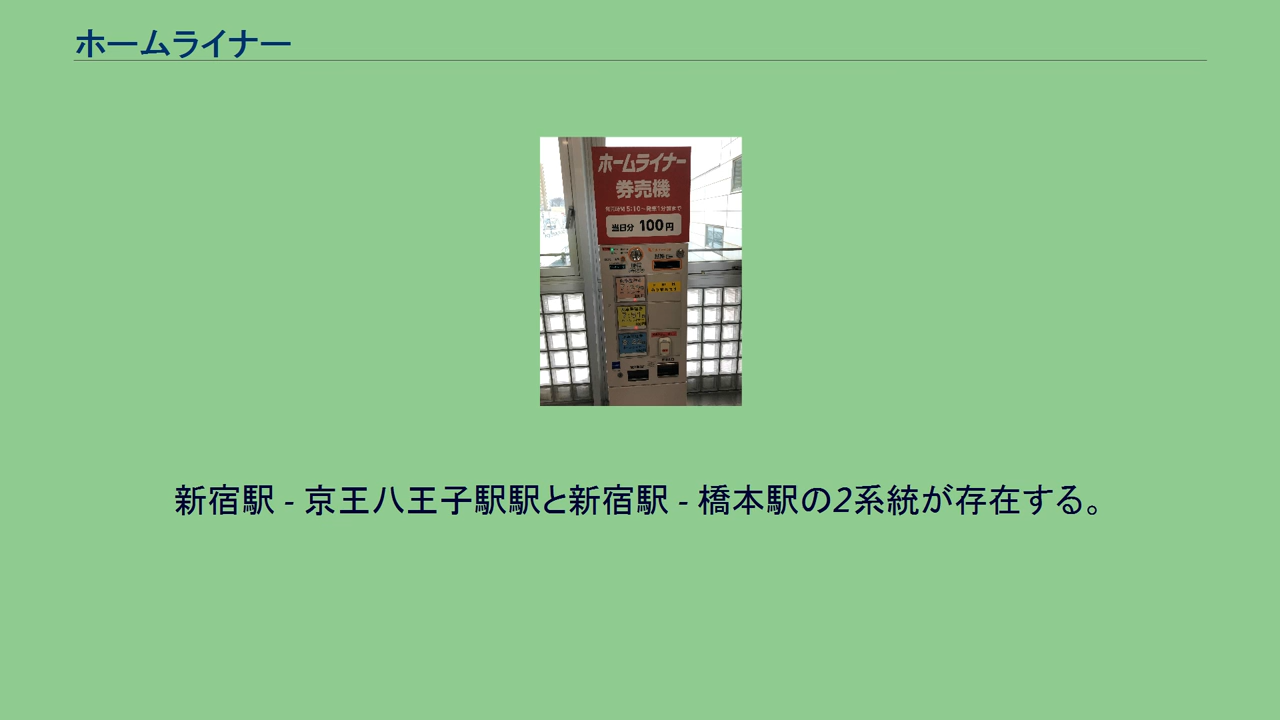 ホームライナー
ホームライナー
券売機
当日分 100円
新宿駅 - 京王八王子駅駅と新宿駅 - 橋本駅の2系統が存在する。